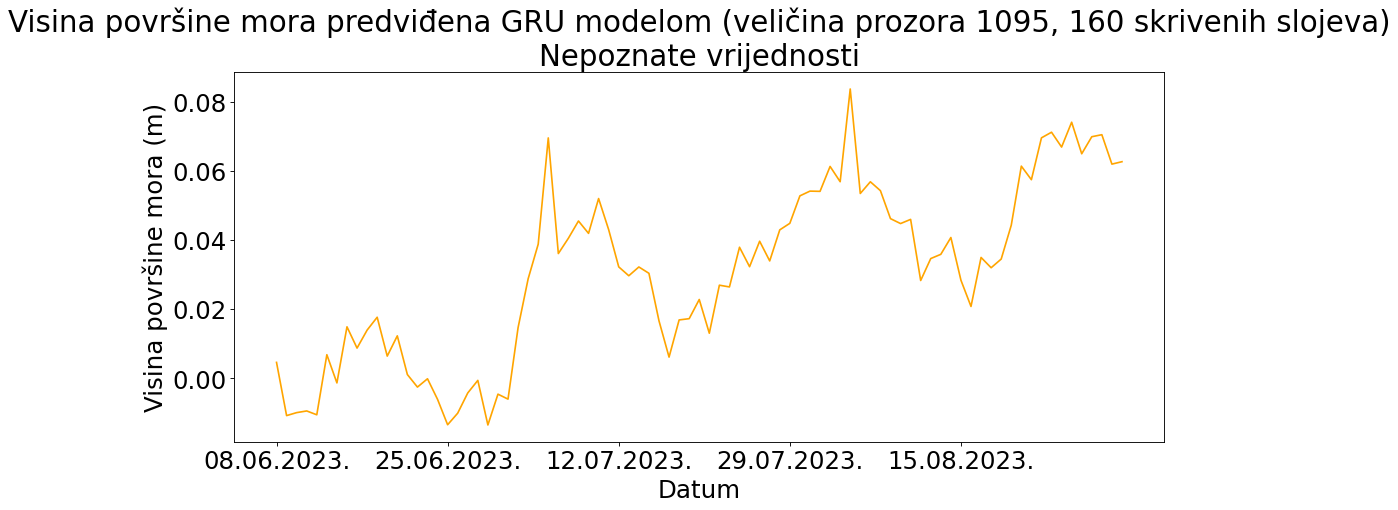 Visina površine mora predviđena GRU modelom (veličina prozora 1095, 160 skrivenih slojeva)
Nepoznate vrijednosti
Visina površine mora (m)
0.08
0.06
0.04
0.02
0.00
08.06.2023. 25.06.2023. 12.07.2023. 29.07.2023. 15.08.2023.
Datum